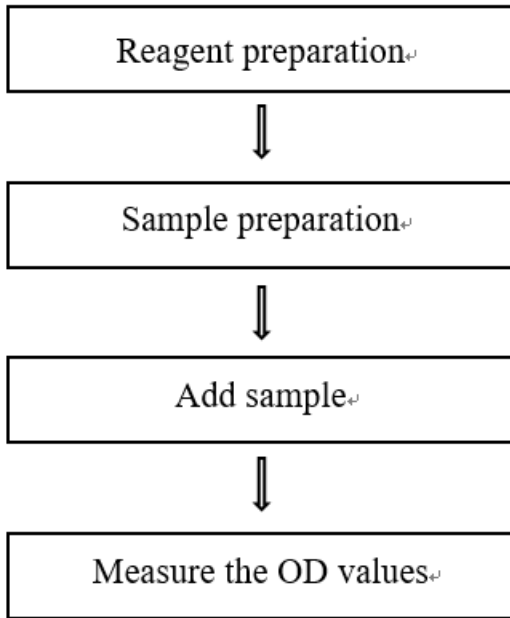 Reagent preparation
Sample preparation
Add sample
Measure the OD values